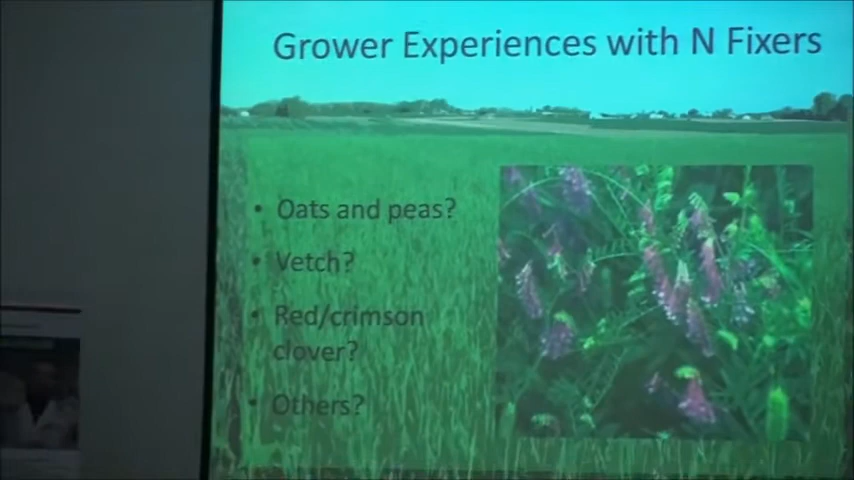 Grower Experiences with N Fixers
• Oats and peas?
• Vetch?
• Red/crimson
clover?
• Others?